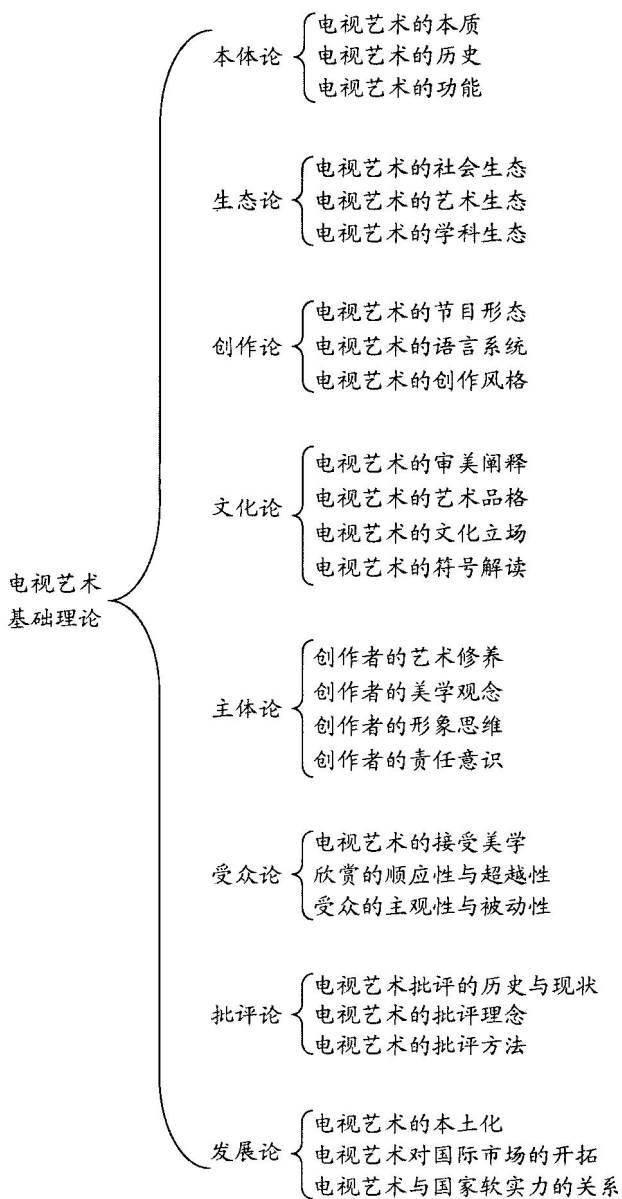 电视艺术
基础理论
本体论
电视艺术的本质
电视艺术的历史
电视艺术的功能
生态论
电视艺术的社会生态
电视艺术的艺术生态
电视艺术的学科生态
创作论
电视艺术的节目形态
电视艺术的语言系统
电视艺术的创作风格
文化论
电视艺术的审美阐释
电视艺术的艺术品格
电视艺术的文化立场
电视艺术的符号解读
主体论
创作者的艺术修养
创作者的美学观念
创作者的形象思维
创作者的责任意识
受众论
电视艺术的接受美学
欣赏的顺应性与超越性
受众的主观性与被动性
批评论
电视艺术批评的历史与现状
电视艺术的批评理念
电视艺术的批评方法
发展论
电视艺术的本土化
电视艺术对国际市场的开拓
电视艺术与国家软实力的关系